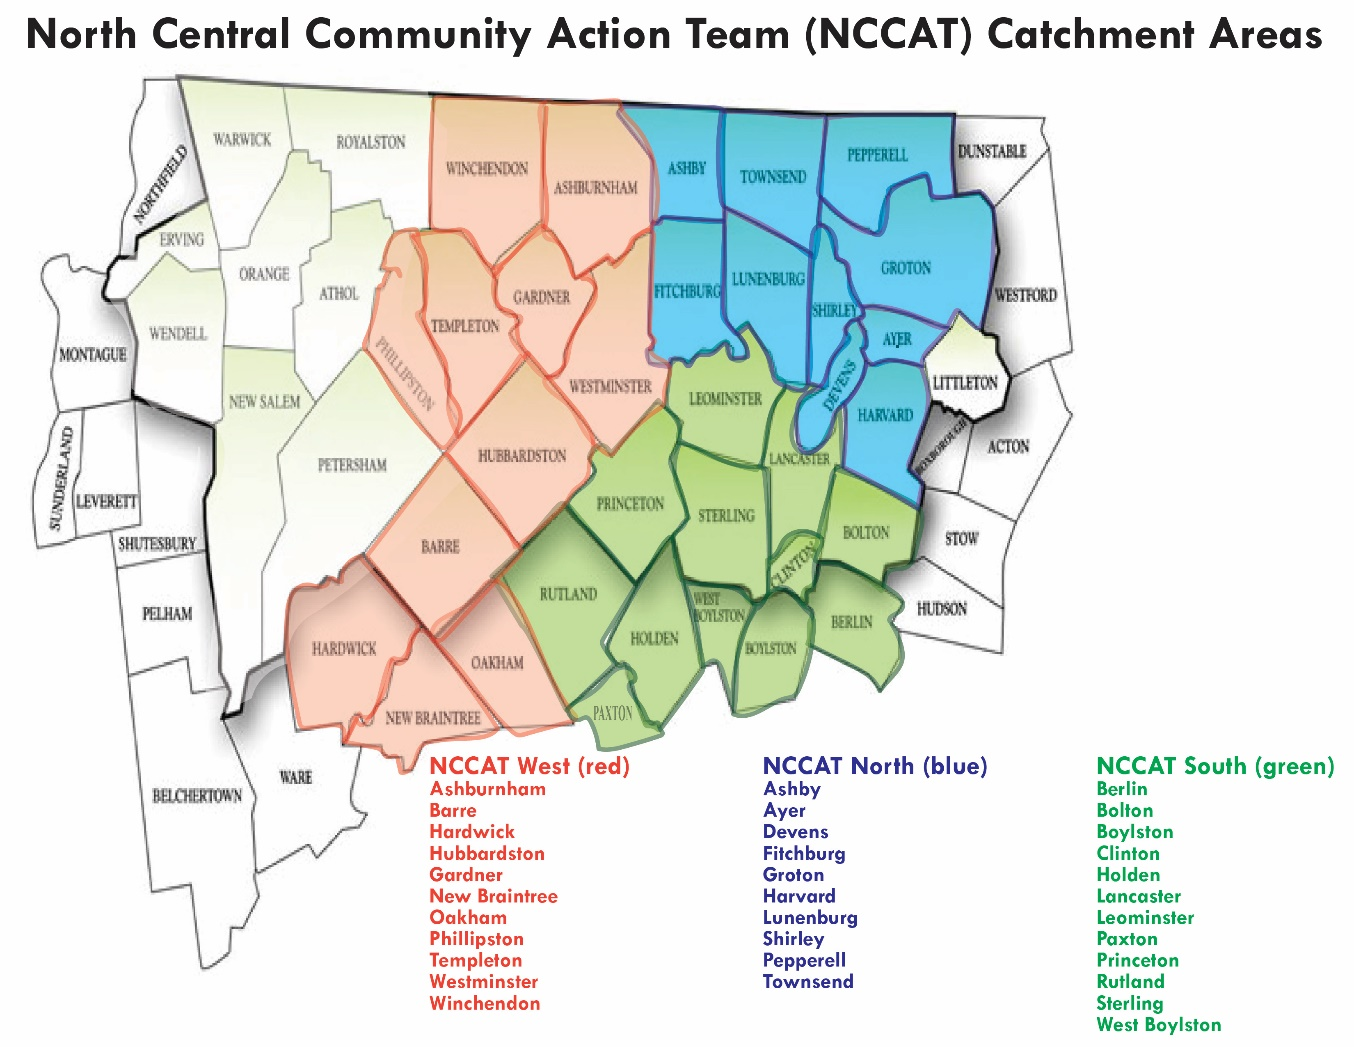 North Central Community Action Team (NCCAT) Catchment Areas
WARWICK
ROYALSTON
WINCHENDON
ASHBURNHAM
ASHBY
TOWNSEND
PEPPERELL
DUNSTABLE
NORTHFIELD
ERVING
ORANGE
ATHOL
GARDNER
TEMPLETON
FITCHBURG
LUNENBURG
SHIRLEY
GROTON
WESTFORD
MONTAGUE
WENDELL
PHILLIPSTON
WESTMINSTER
AYER
DEVENS
LITTLETON
NEW SALEM
LEOMINSTER
HARVARD
BOXBOROUGH
ACTON
SUNDERLAND
LEVERETT
PETERSHAM
HUBBARDSTON
LANCASTER
PRINCETON
STERLING
BOLTON
STOW
SHUTESBURY
BARRE
CLINTON
PELHAM
RUTLAND
WEST
BOYLSTON
HOLDEN
BERLIN
HUDSON
HARDWICK
OAKHAM
BOYLSTON
NEW BRAINTREE
PAXTON
BELCHERTOWN
WARE
NCCAT West (red)
Ashburnham
Barre
Hardwick
Hubbardston
Gardner
New Braintree
Oakham
Phillipston
Templeton
Westminster
Winchendon
NCCAT North (blue)
Ashby
Ayer
Devens
Fitchburg
Groton
Harvard
Lunenburg
Shirley
Pepperell
Townsend
NCCAT South (green)
Berlin
Bolton
Boylston
Clinton
Holden
Lancaster
Leominster
Paxton
Princeton
Rutland
Sterling
West Boylston